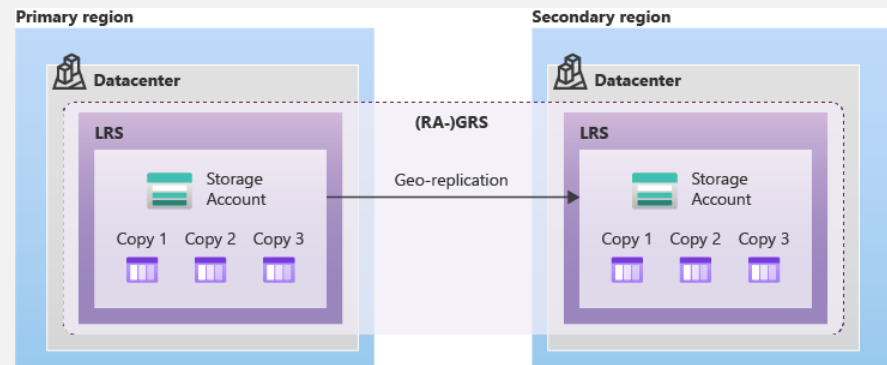 Primary region
Secondary region
Datacenter
Datacenter
(RA-)GRS
LRS
LRS
Storage
Account
Geo-replication
Storage
Account
Copy 1 Copy 2 Copy 3
Copy 1 Copy 2 Copy 3